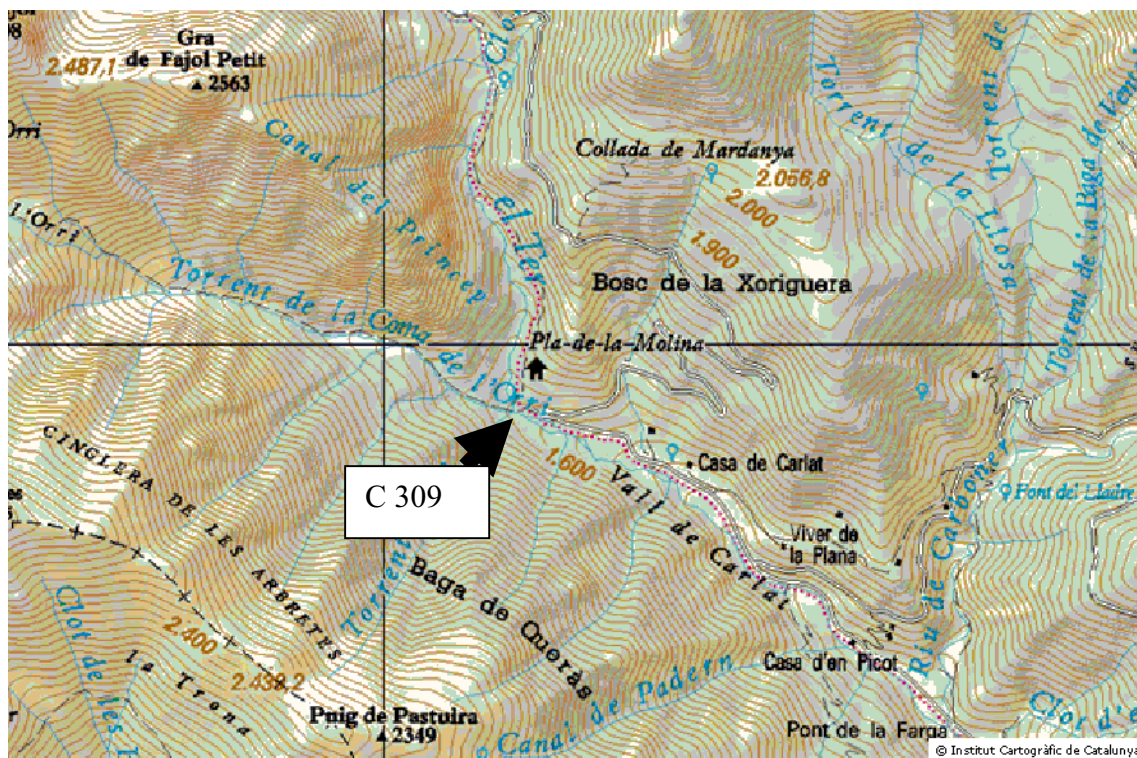 Gra
de Fajol Petit
▲ 2563
2.487,1
Canal del Príncep
l'Orri
Torrent de la Coma de l'Orri
el Ter
Collada de Mardanya
2.056,8
2.000
1.900
Bosc de la Xoriguera
Torrent de la Llosa
Torrent de
Torrent de la Baga de
Pla-de-la-Molina
C 309
1.600
Vall de Carlat
Casa de Carlat
Viver de
la Plana
Riu de Carboner
Font del Lladre
CINGLERA DE LES ARBRETES
Baga de Queràs
Clot de les
2.400
la Trona
2.439,2
Puig de Pastuira
▲ 2349
Canal de Padern
Casa d'en Picot
Pont de la Farga
Clot d'e
© Institut Cartogràfic de Catalunya